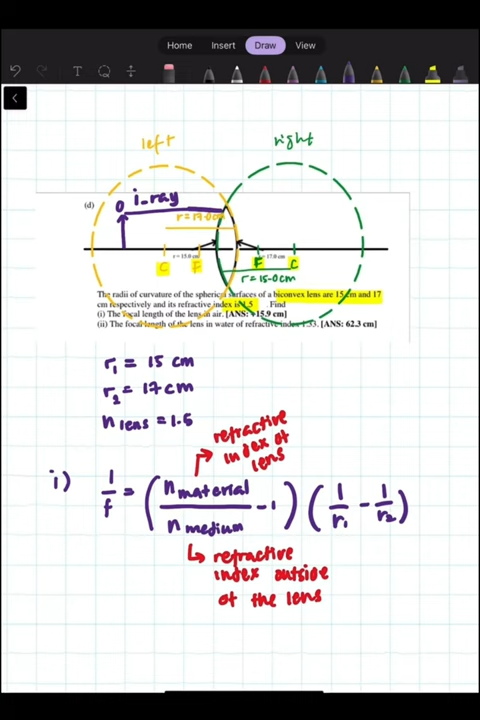 Home Insert Draw View
left
right
(d)
O i-ray
r = 17.0cm
r = 15.0 cm
r = 17.0 cm
C F F C
r = 15.0cm
The radii of curvature of the spherical surfaces of a biconvex lens are 15 cm and 17
cm respectively and its refractive index is 1.5 . Find
(i) The focal length of the lens in air. [ANS: +15.9 cm]
(ii) The focal length of the lens in water of refractive index 1.33. [ANS: 62.3 cm]
r1 = 15 cm
r2 = 17 cm
n lens = 1.5
refractive
index of
lens
i) 1/f = ( n material / n medium - 1 ) ( 1/r1 - 1/r2 )
refractive
index outside
of the lens